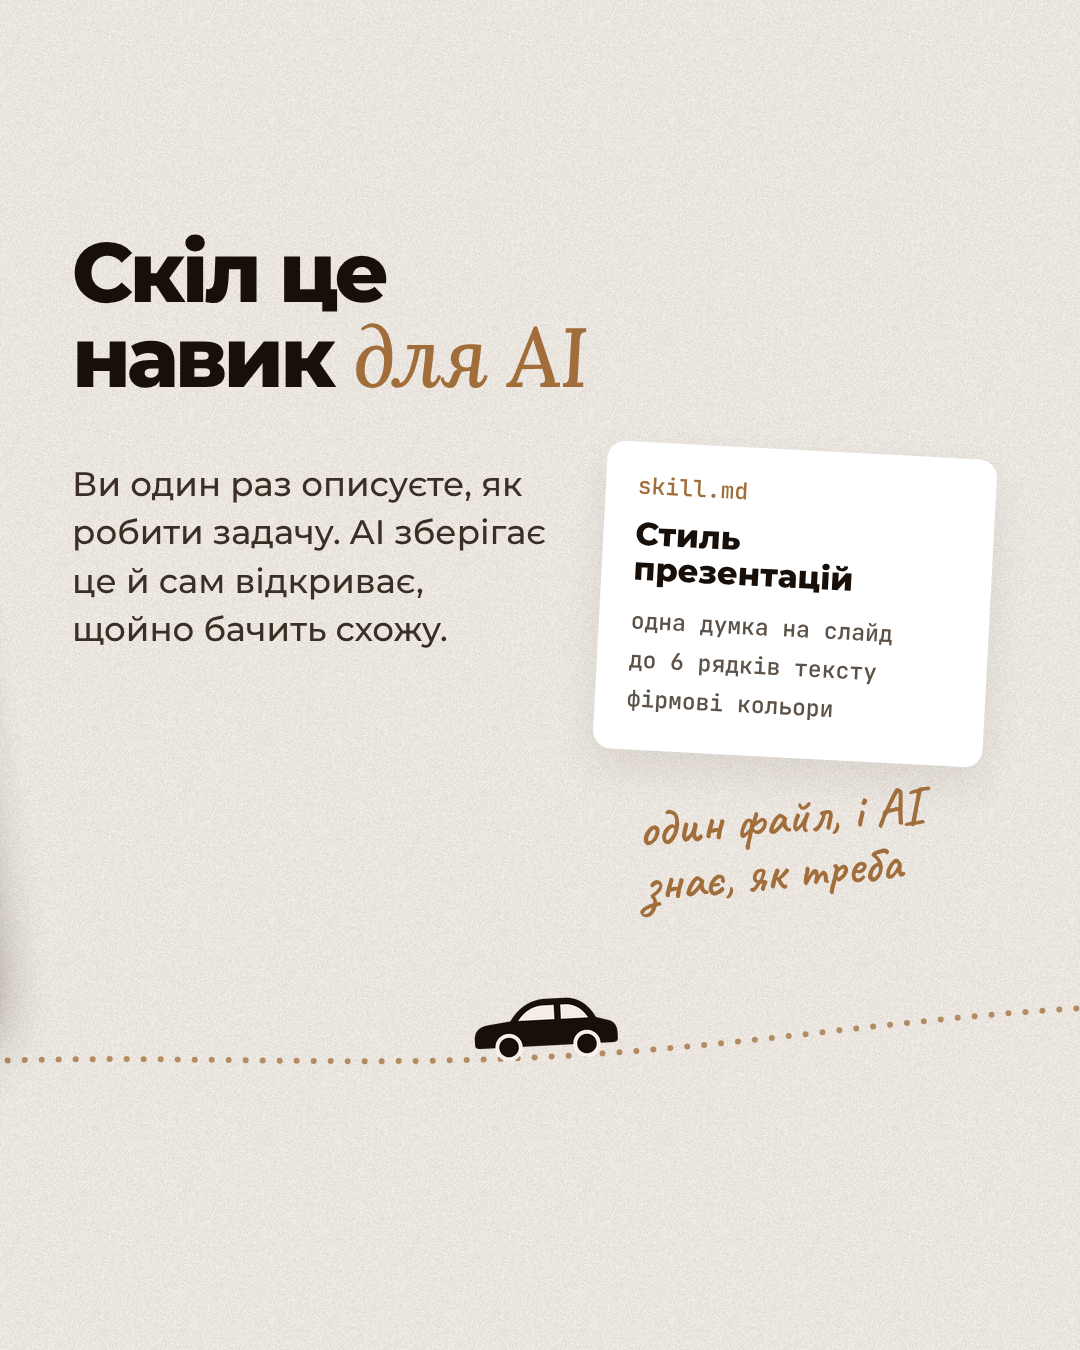 Скіл це
навик для AI
Ви один раз описуєте, як
робити задачу. AI зберігає
це й сам відкриває,
щойно бачить схожу.
skill.md
Стиль
презентацій
одна думка на слайд
до 6 рядків тексту
фірмові кольори
один файл, і AI
знає, як треба